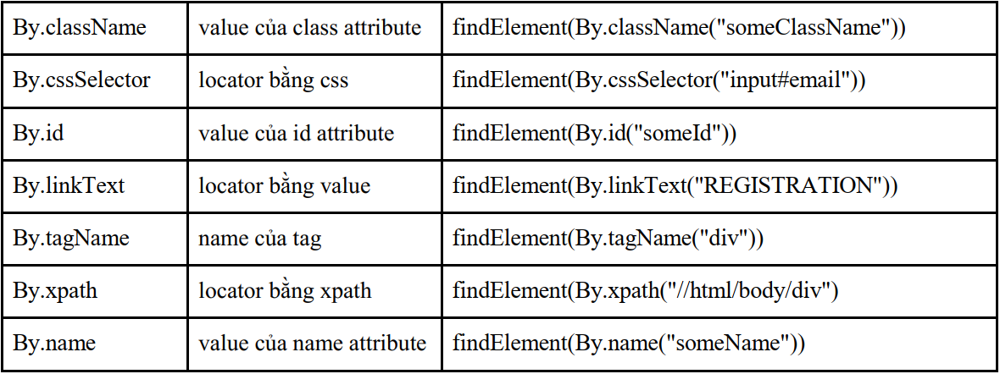 By.className value của class attribute findElement(By.className("someClassName"))
By.cssSelector locator bằng css findElement(By.cssSelector("input#email"))
By.id value của id attribute findElement(By.id("someId"))
By.linkText locator bằng value findElement(By.linkText("REGISTRATION"))
By.tagName name của tag findElement(By.tagName("div"))
By.xpath locator bằng xpath findElement(By.xpath("//html/body/div")
By.name value của name attribute findElement(By.name("someName"))